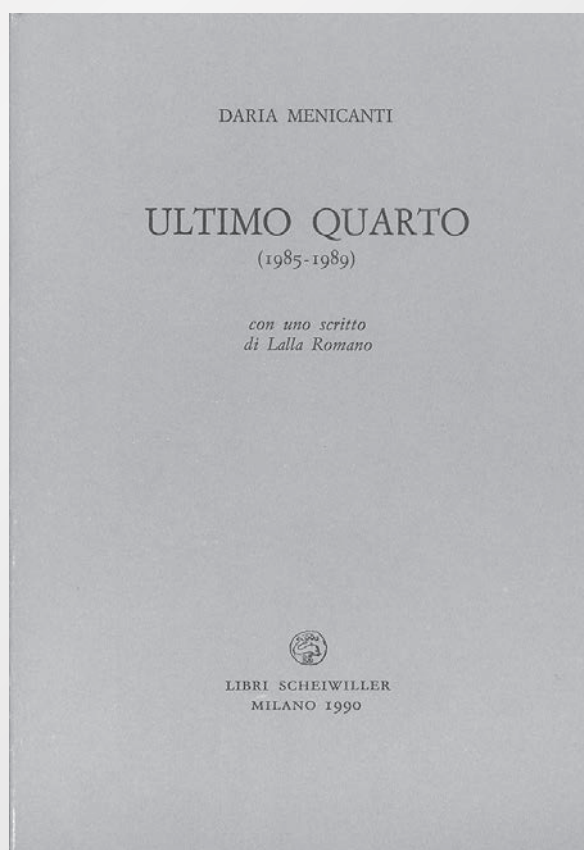 DARIA MENICANTI
ULTIMO QUARTO
(1985-1989)
con uno scritto
di Lalla Romano
LIBRI SCHEIWILLER
MILANO 1990